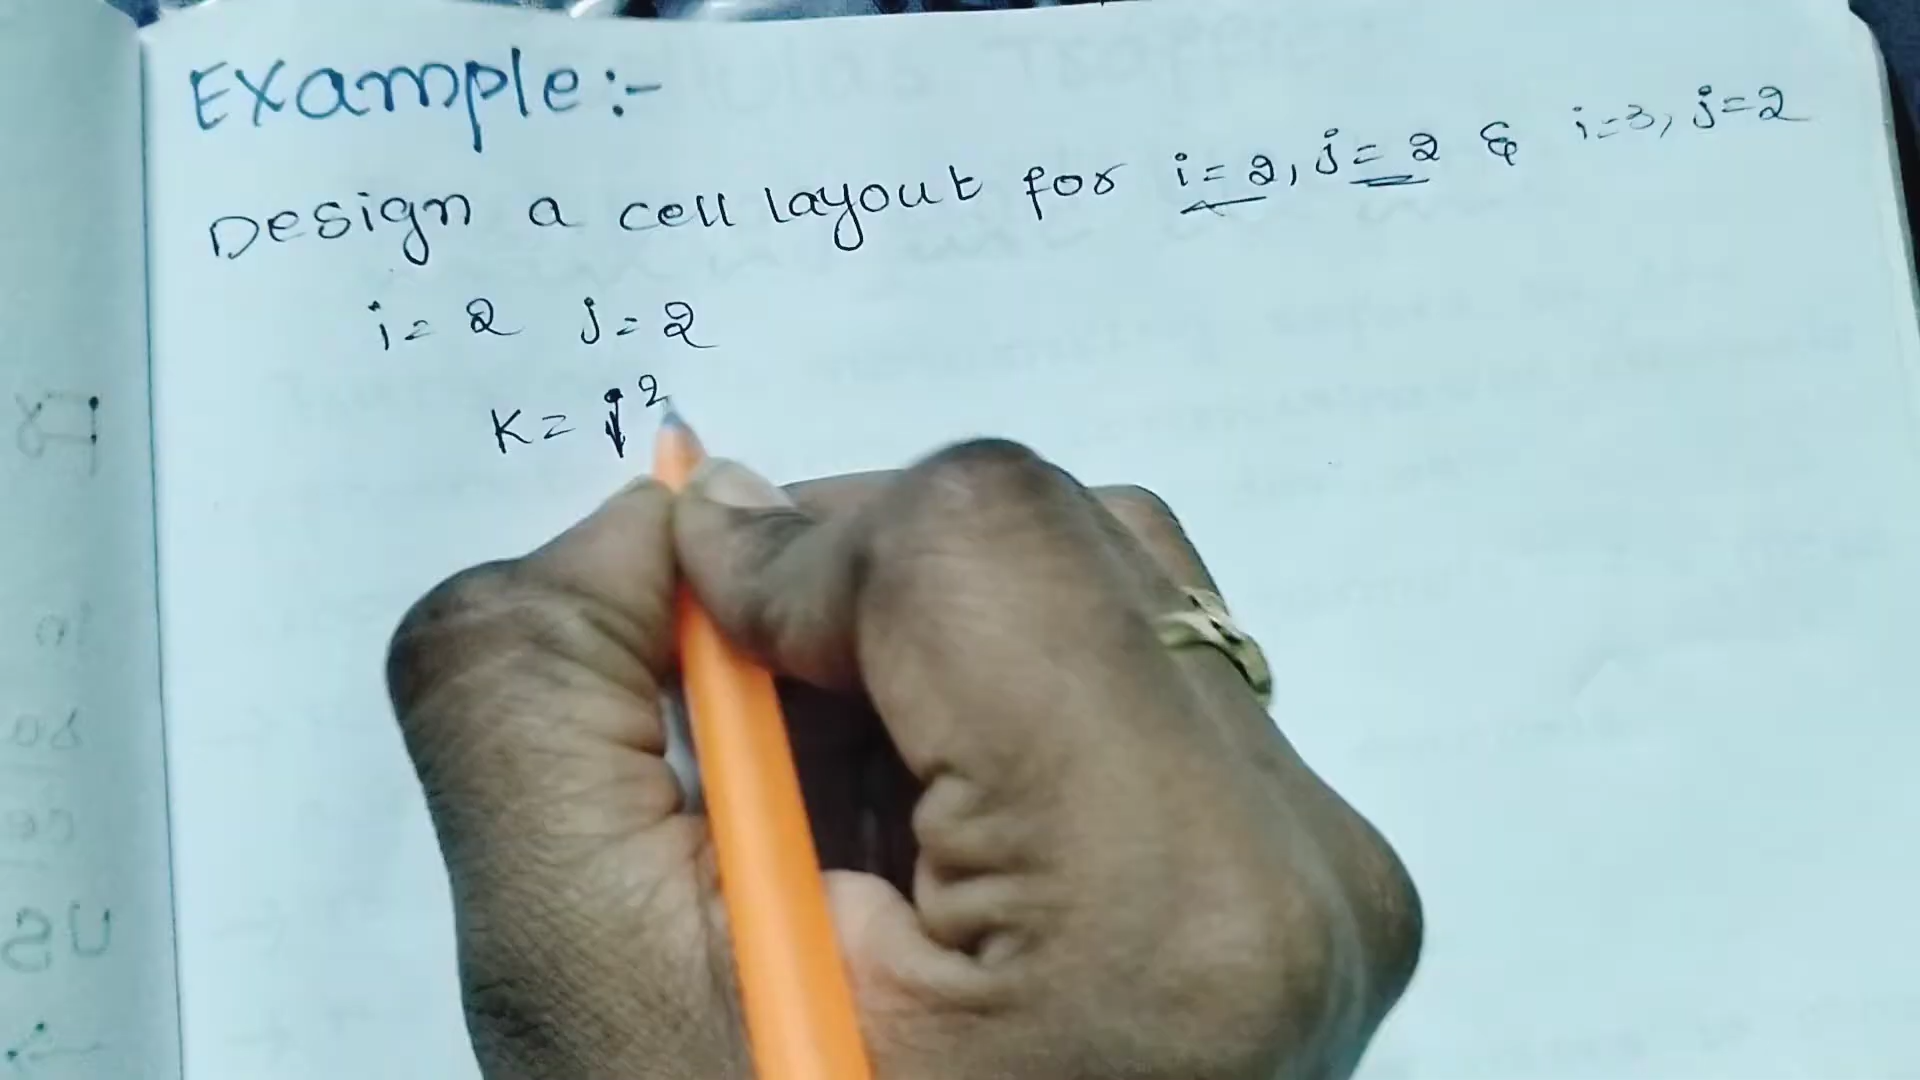 Example:-
Design a cell layout for i=2, j=2 & i=3, j=2
i=2 j=2
K = i²